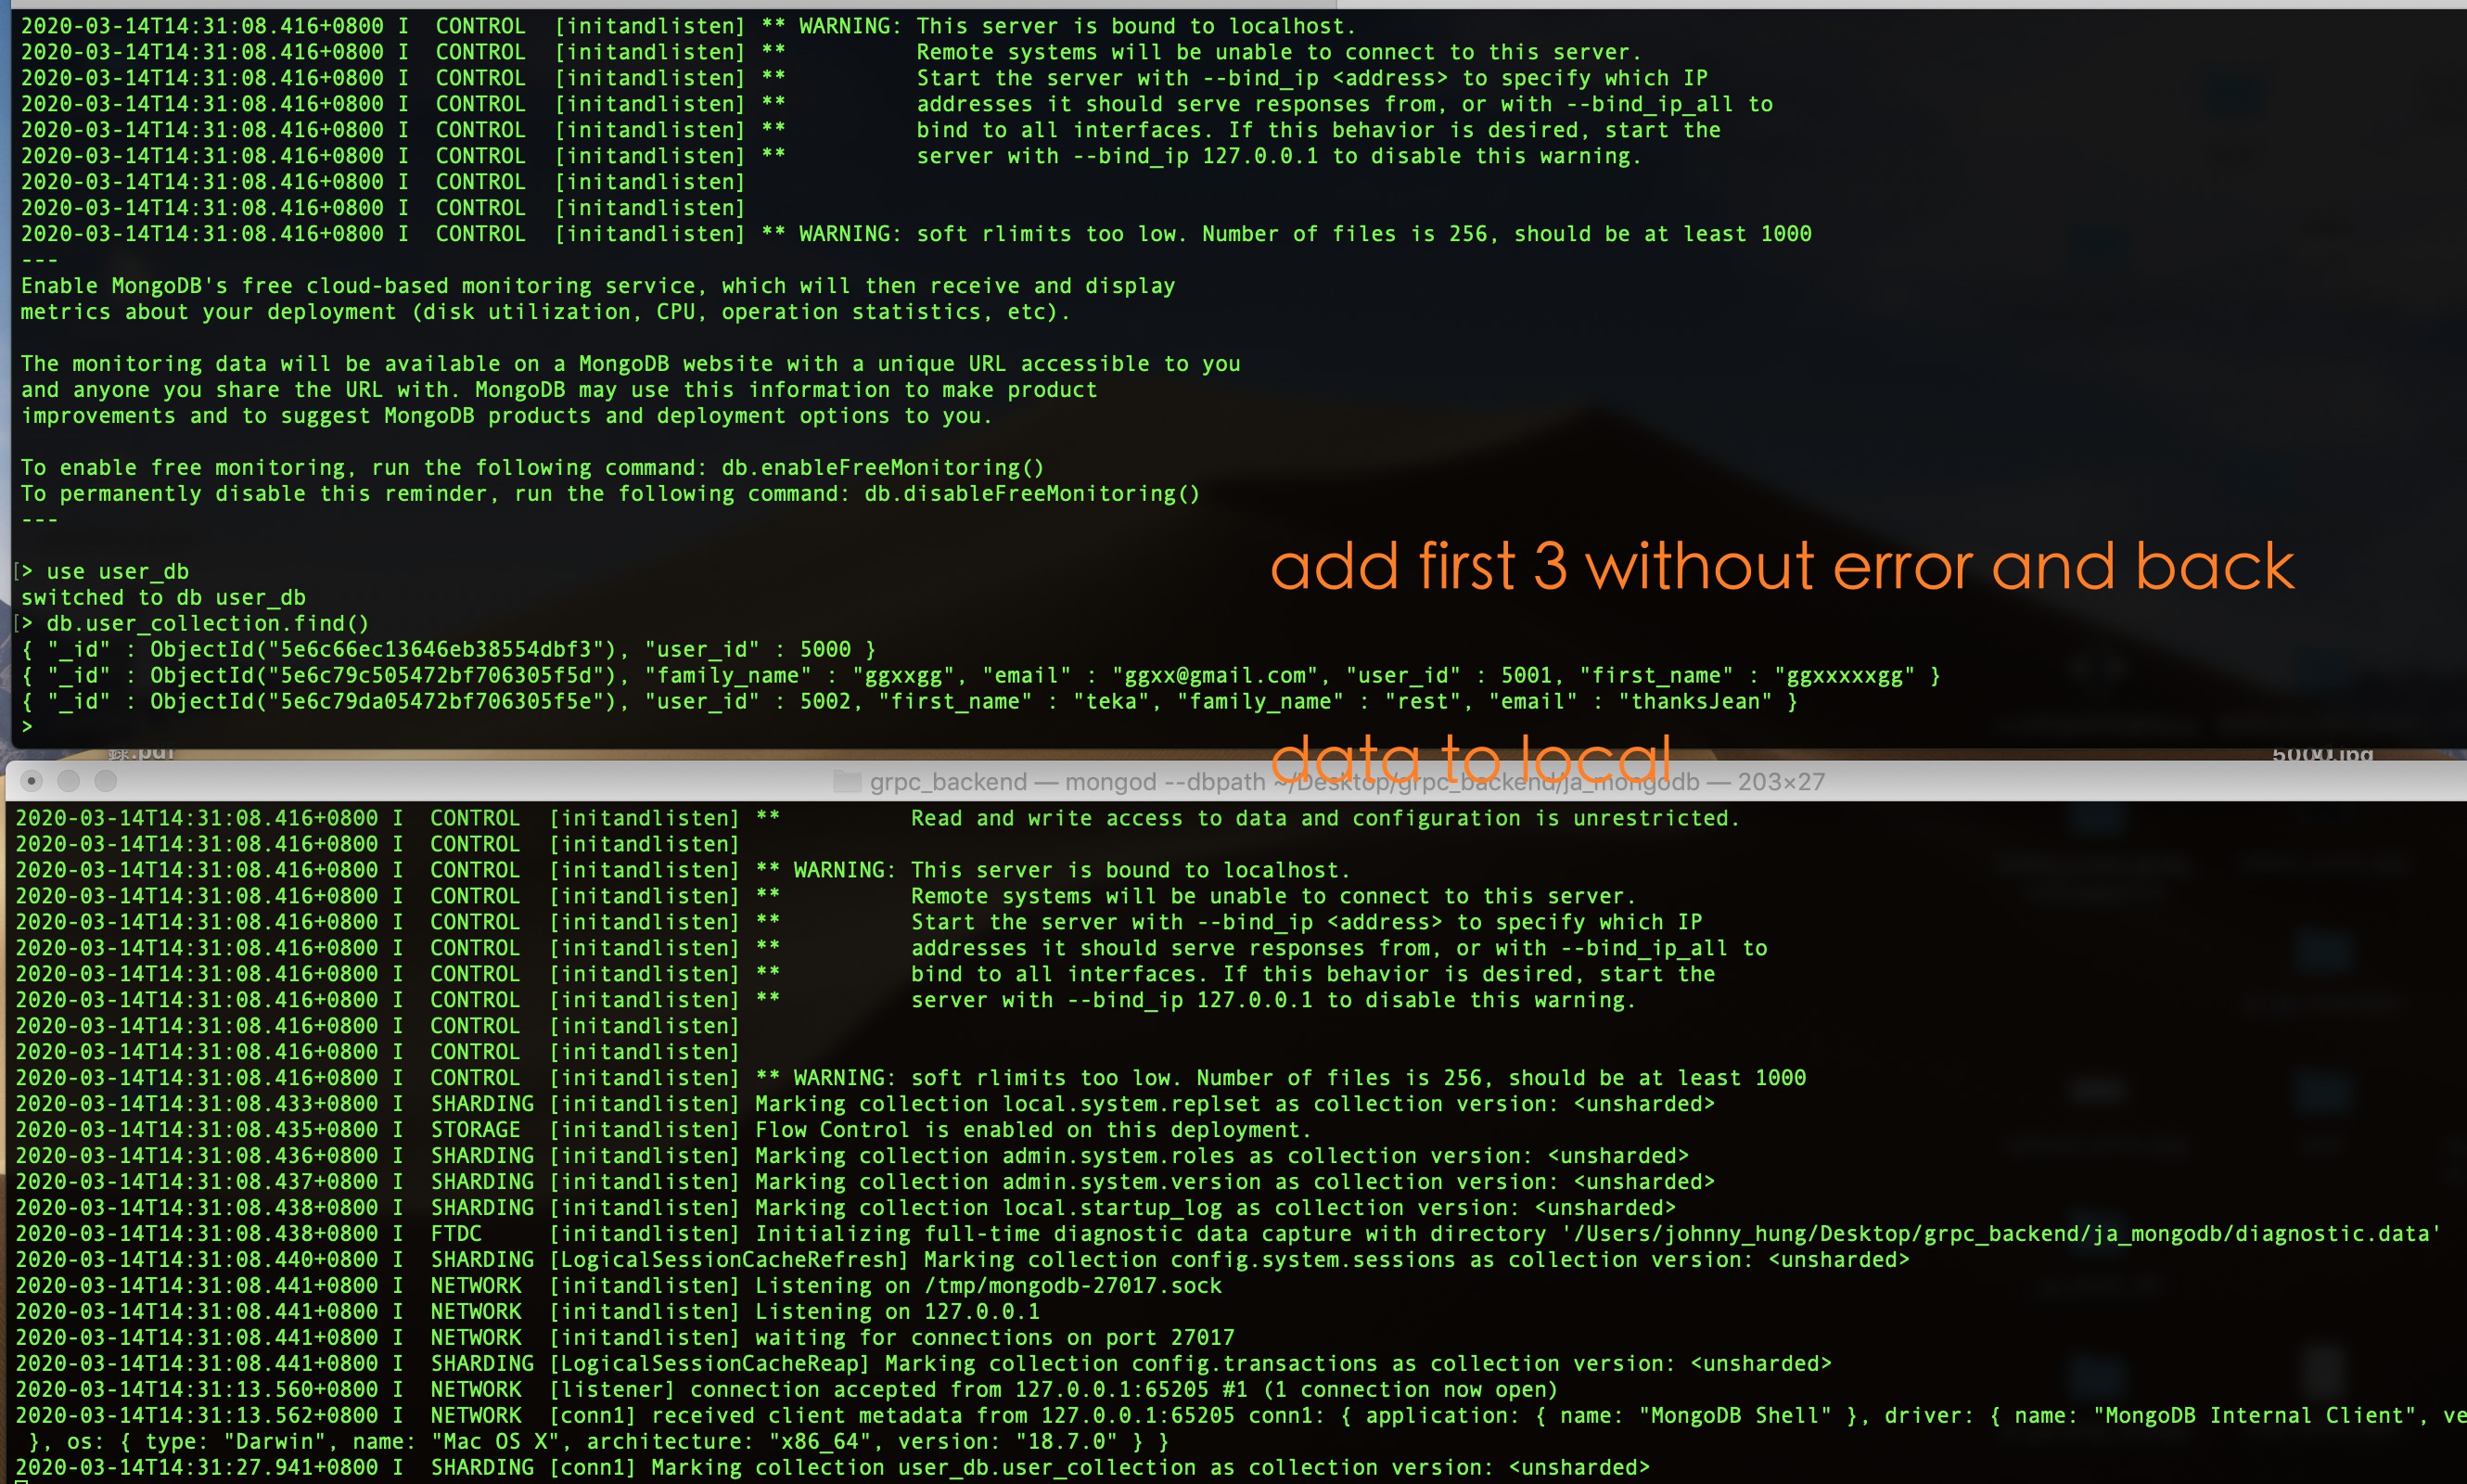 2020-03-14T14:31:08.416+0800 I  CONTROL  [initandlisten] ** WARNING: This server is bound to localhost.
2020-03-14T14:31:08.416+0800 I  CONTROL  [initandlisten] **          Remote systems will be unable to connect to this server.
2020-03-14T14:31:08.416+0800 I  CONTROL  [initandlisten] **          Start the server with --bind_ip <address> to specify which IP
2020-03-14T14:31:08.416+0800 I  CONTROL  [initandlisten] **          addresses it should serve responses from, or with --bind_ip_all to
2020-03-14T14:31:08.416+0800 I  CONTROL  [initandlisten] **          bind to all interfaces. If this behavior is desired, start the
2020-03-14T14:31:08.416+0800 I  CONTROL  [initandlisten] **          server with --bind_ip 127.0.0.1 to disable this warning.
2020-03-14T14:31:08.416+0800 I  CONTROL  [initandlisten]
2020-03-14T14:31:08.416+0800 I  CONTROL  [initandlisten]
2020-03-14T14:31:08.416+0800 I  CONTROL  [initandlisten] ** WARNING: soft rlimits too low. Number of files is 256, should be at least 1000
---
Enable MongoDB's free cloud-based monitoring service, which will then receive and display
metrics about your deployment (disk utilization, CPU, operation statistics, etc).
The monitoring data will be available on a MongoDB website with a unique URL accessible to you
and anyone you share the URL with. MongoDB may use this information to make product
improvements and to suggest MongoDB products and deployment options to you.
To enable free monitoring, run the following command: db.enableFreeMonitoring()
To permanently disable this reminder, run the following command: db.disableFreeMonitoring()
---
add first 3 without error and back
data to local
[> use user_db
switched to db user_db
[> db.user_collection.find()
{ "_id" : ObjectId("5e6c66ec13646eb38554dbf3"), "user_id" : 5000 }
{ "_id" : ObjectId("5e6c79c505472bf706305f5d"), "family_name" : "ggxxgg", "email" : "ggxx@gmail.com", "user_id" : 5001, "first_name" : "ggxxxxxgg" }
{ "_id" : ObjectId("5e6c79da05472bf706305f5e"), "user_id" : 5002, "first_name" : "teka", "family_name" : "rest", "email" : "thanksJean" }
>
錄.pdf
5000.jpg
grpc_backend — mongod --dbpath ~/Desktop/grpc_backend/ja_mongodb — 203×27
2020-03-14T14:31:08.416+0800 I  CONTROL  [initandlisten] **          Read and write access to data and configuration is unrestricted.
2020-03-14T14:31:08.416+0800 I  CONTROL  [initandlisten]
2020-03-14T14:31:08.416+0800 I  CONTROL  [initandlisten] ** WARNING: This server is bound to localhost.
2020-03-14T14:31:08.416+0800 I  CONTROL  [initandlisten] **          Remote systems will be unable to connect to this server.
2020-03-14T14:31:08.416+0800 I  CONTROL  [initandlisten] **          Start the server with --bind_ip <address> to specify which IP
2020-03-14T14:31:08.416+0800 I  CONTROL  [initandlisten] **          addresses it should serve responses from, or with --bind_ip_all to
2020-03-14T14:31:08.416+0800 I  CONTROL  [initandlisten] **          bind to all interfaces. If this behavior is desired, start the
2020-03-14T14:31:08.416+0800 I  CONTROL  [initandlisten] **          server with --bind_ip 127.0.0.1 to disable this warning.
2020-03-14T14:31:08.416+0800 I  CONTROL  [initandlisten]
2020-03-14T14:31:08.416+0800 I  CONTROL  [initandlisten]
2020-03-14T14:31:08.416+0800 I  CONTROL  [initandlisten] ** WARNING: soft rlimits too low. Number of files is 256, should be at least 1000
2020-03-14T14:31:08.433+0800 I  SHARDING [initandlisten] Marking collection local.system.replset as collection version: <unsharded>
2020-03-14T14:31:08.435+0800 I  STORAGE  [initandlisten] Flow Control is enabled on this deployment.
2020-03-14T14:31:08.436+0800 I  SHARDING [initandlisten] Marking collection admin.system.roles as collection version: <unsharded>
2020-03-14T14:31:08.437+0800 I  SHARDING [initandlisten] Marking collection admin.system.version as collection version: <unsharded>
2020-03-14T14:31:08.438+0800 I  SHARDING [initandlisten] Marking collection local.startup_log as collection version: <unsharded>
2020-03-14T14:31:08.438+0800 I  FTDC     [initandlisten] Initializing full-time diagnostic data capture with directory '/Users/johnny_hung/Desktop/grpc_backend/ja_mongodb/diagnostic.data'
2020-03-14T14:31:08.440+0800 I  SHARDING [LogicalSessionCacheRefresh] Marking collection config.system.sessions as collection version: <unsharded>
2020-03-14T14:31:08.441+0800 I  NETWORK  [initandlisten] Listening on /tmp/mongodb-27017.sock
2020-03-14T14:31:08.441+0800 I  NETWORK  [initandlisten] Listening on 127.0.0.1
2020-03-14T14:31:08.441+0800 I  NETWORK  [initandlisten] waiting for connections on port 27017
2020-03-14T14:31:08.441+0800 I  SHARDING [LogicalSessionCacheReap] Marking collection config.transactions as collection version: <unsharded>
2020-03-14T14:31:13.560+0800 I  NETWORK  [listener] connection accepted from 127.0.0.1:65205 #1 (1 connection now open)
2020-03-14T14:31:13.562+0800 I  NETWORK  [conn1] received client metadata from 127.0.0.1:65205 conn1: { application: { name: "MongoDB Shell" }, driver: { name: "MongoDB Internal Client", ve
}, os: { type: "Darwin", name: "Mac OS X", architecture: "x86_64", version: "18.7.0" } }
2020-03-14T14:31:27.941+0800 I  SHARDING [conn1] Marking collection user_db.user_collection as collection version: <unsharded>